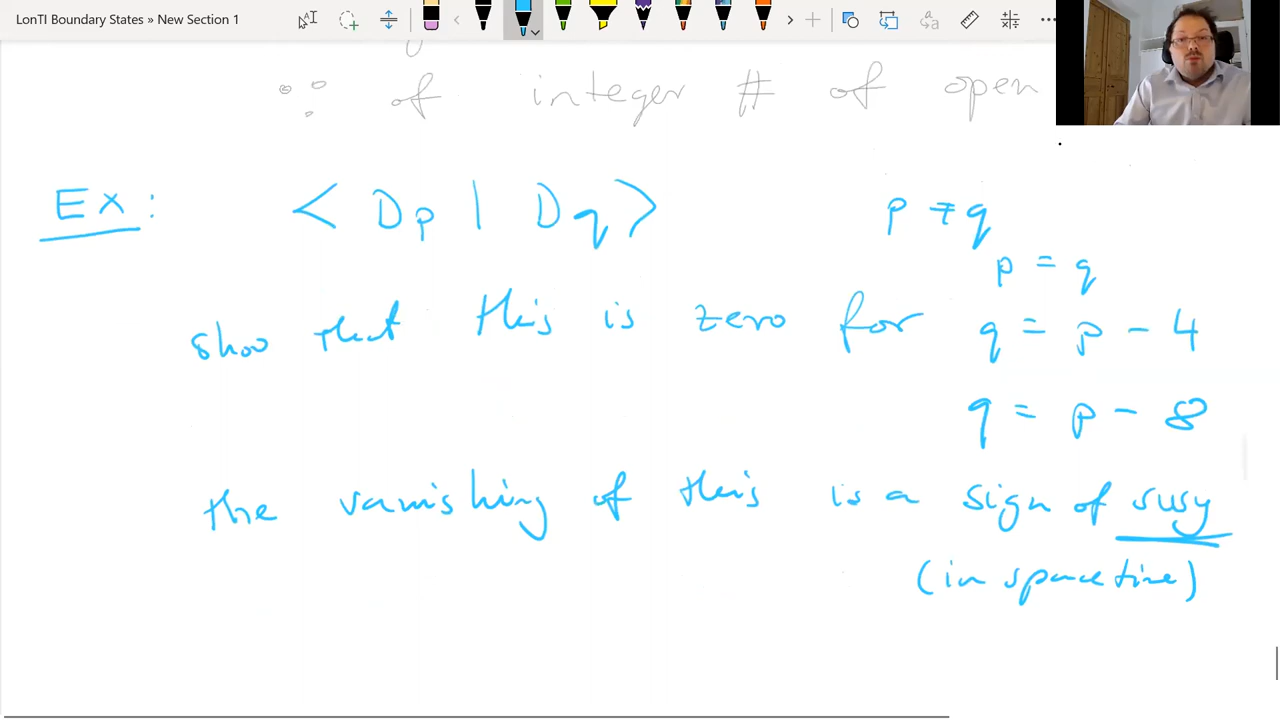 LonTI Boundary States » New Section 1
∴ of integer # of open
Ex: < Dp | Dq > p ≠ q
p = q
show that this is zero for q = p - 4
q = p - 8
the vanishing of this is a sign of susy
(in spacetime)